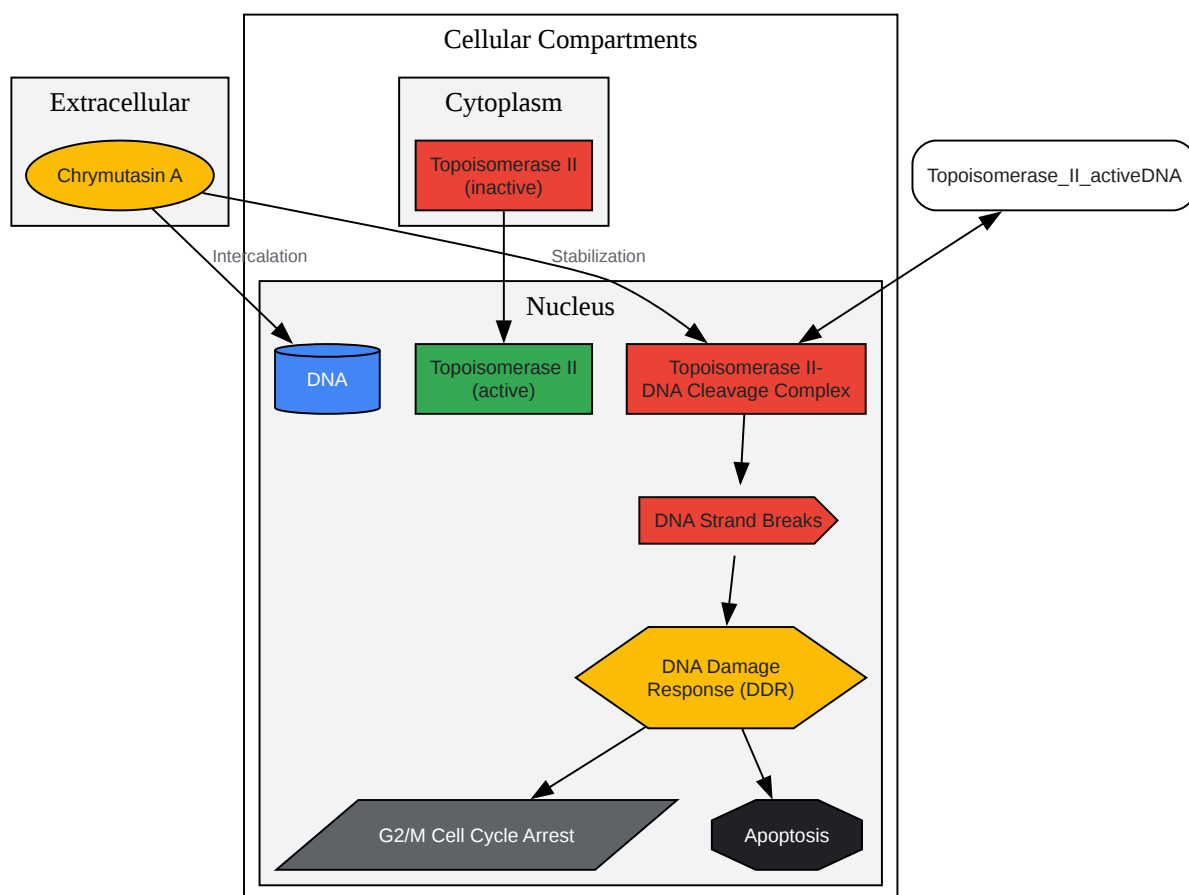 Cellular Compartments
Extracellular
Cytoplasm
Chrymutasin A
Topoisomerase II
(inactive)
Topoisomerase_II_activeDNA
Intercalation
Stabilization
Nucleus
DNA
Topoisomerase II
(active)
Topoisomerase II-
DNA Cleavage Complex
DNA Strand Breaks
DNA Damage
Response (DDR)
G2/M Cell Cycle Arrest
Apoptosis